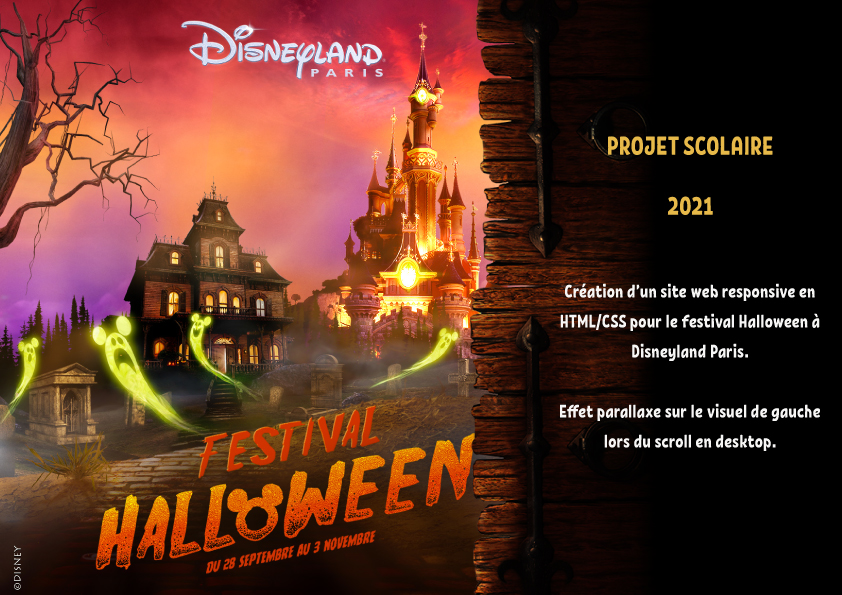 DISNEYLAND
PARIS
FESTIVAL
HALLOWEEN
DU 28 SEPTEMBRE AU 3 NOVEMBRE
©DISNEY
PROJET SCOLAIRE
2021
Création d'un site web responsive en
HTML/CSS pour le festival Halloween à
Disneyland Paris.
Effet parallaxe sur le visuel de gauche
lors du scroll en desktop.